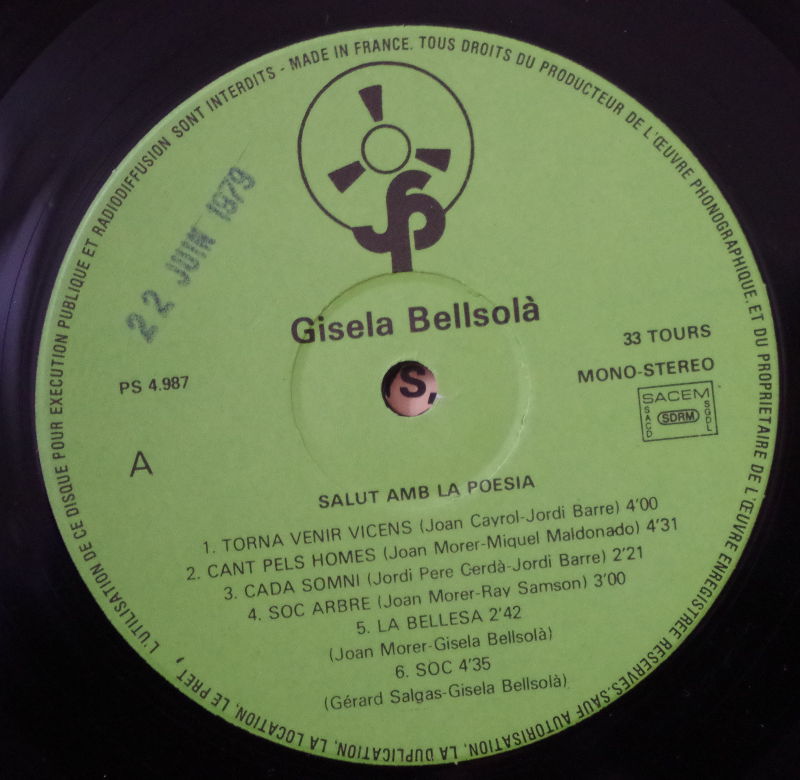 MADE IN FRANCE. TOUS DROITS DU PRODUCTEUR DE L'ŒUVRE PHONOGRAPHIQUE ET DU PROPRIETAIRE DE L'ŒUVRE ENREGISTREE RESERVES. SAUF AUTORISATION, LA DUPLICATION, LA LOCATION, LE PRET, L'UTILISATION DE CE DISQUE POUR EXECUTION PUBLIQUE ET RADIODIFFUSION SONT INTERDITS -
22 JUIN 1979
Gisela Bellsolà
33 TOURS
PS 4.987
MONO-STEREO
SACEM
SACD
SDRM
SGDL
(S.
A
SALUT AMB LA POESIA
1. TORNA VENIR VICENS (Joan Cayrol-Jordi Barre) 4'00
2. CANT PELS HOMES (Joan Morer-Miquel Maldonado) 4'31
3. CADA SOMNI (Jordi Pere Cerdà-Jordi Barre) 2'21
4. SOC ARBRE (Joan Morer-Ray Samson) 3'00
5. LA BELLESA 2'42
(Joan Morer-Gisela Bellsolà)
6. SOC 4'35
(Gérard Salgas-Gisela Bellsolà)